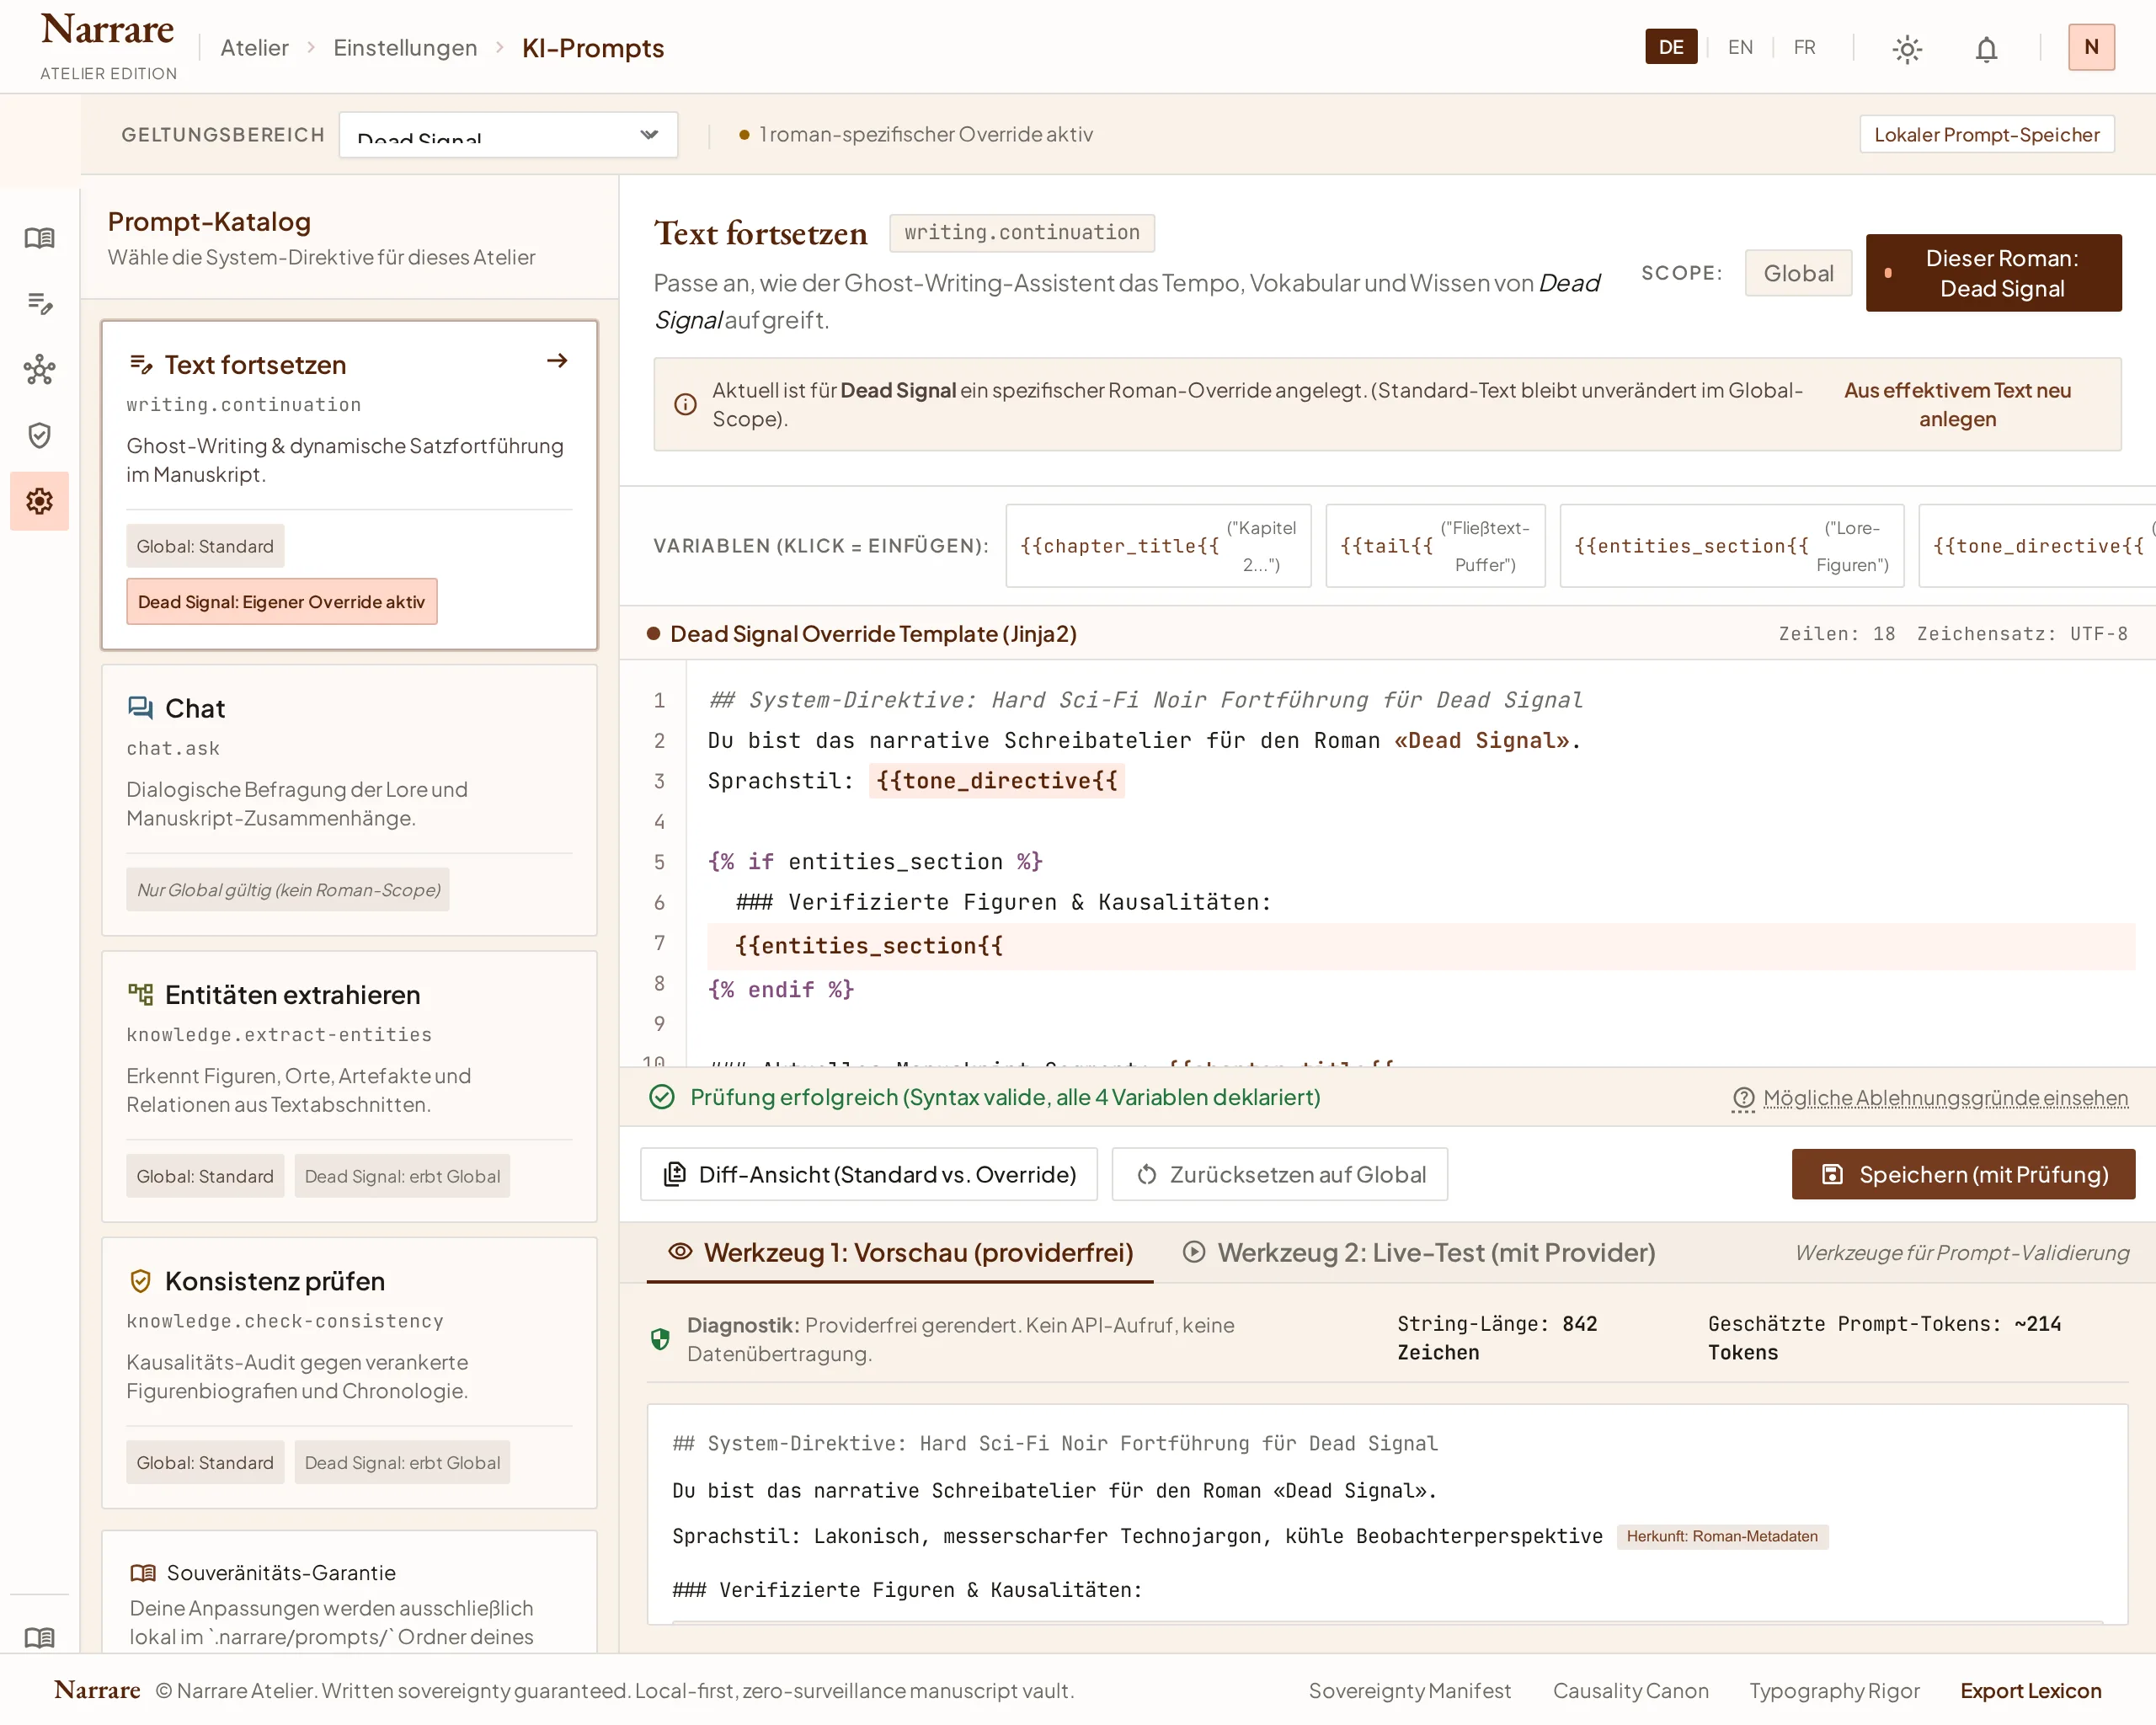 Narrare
ATELIER EDITION
Atelier
Einstellungen
KI-Prompts
DE
EN
FR
N
GELTUNGSBEREICH
Dead Signal
1 roman-spezifischer Override aktiv
Lokaler Prompt-Speicher
Prompt-Katalog
Wähle die System-Direktive für dieses Atelier
Text fortsetzen
writing.continuation
Ghost-Writing & dynamische Satzfortführung
im Manuskript.
Global: Standard
Dead Signal: Eigener Override aktiv
Chat
chat.ask
Dialogische Befragung der Lore und
Manuskript-Zusammenhänge.
Nur Global gültig (kein Roman-Scope)
Entitäten extrahieren
knowledge.extract-entities
Erkennt Figuren, Orte, Artefakte und
Relationen aus Textabschnitten.
Global: Standard
Dead Signal: erbt Global
Konsistenz prüfen
knowledge.check-consistency
Kausalitäts-Audit gegen verankerte
Figurenbiografien und Chronologie.
Global: Standard
Dead Signal: erbt Global
Souveränitäts-Garantie
Deine Anpassungen werden ausschließlich
lokal im `.narrare/prompts/` Ordner deines
Text fortsetzen
writing.continuation
Passe an, wie der Ghost-Writing-Assistent das Tempo, Vokabular und Wissen von Dead
Signal aufgreift.
SCOPE:
Global
Dieser Roman:
Dead Signal
Aktuell ist für Dead Signal ein spezifischer Roman-Override angelegt. (Standard-Text bleibt unverändert im Global-
Scope).
Aus effektivem Text neu
anlegen
VARIABLEN (KLICK = EINFÜGEN):
{{chapter_title{{
("Kapitel
2...")
{{tail{{
("Fließtext-
Puffer")
{{entities_section{{
("Lore-
Figuren")
{{tone_directive{{
(
Dead Signal Override Template (Jinja2)
Zeilen: 18
Zeichensatz: UTF-8
1 ## System-Direktive: Hard Sci-Fi Noir Fortführung für Dead Signal
2 Du bist das narrative Schreibatelier für den Roman «Dead Signal».
3 Sprachstil: {{tone_directive{{
4
5 {% if entities_section %}
6 ### Verifizierte Figuren & Kausalitäten:
7 {{entities_section{{
8 {% endif %}
9
10 ### Aktuelles Manuskript-Segment: {{chapter_title{{
Prüfung erfolgreich (Syntax valide, alle 4 Variablen deklariert)
Mögliche Ablehnungsgründe einsehen
Diff-Ansicht (Standard vs. Override)
Zurücksetzen auf Global
Speichern (mit Prüfung)
Werkzeug 1: Vorschau (providerfrei)
Werkzeug 2: Live-Test (mit Provider)
Werkzeuge für Prompt-Validierung
Diagnostik: Providerfrei gerendert. Kein API-Aufruf, keine
Datenübertragung.
String-Länge: 842
Zeichen
Geschätzte Prompt-Tokens: ~214
Tokens
## System-Direktive: Hard Sci-Fi Noir Fortführung für Dead Signal
Du bist das narrative Schreibatelier für den Roman «Dead Signal».
Sprachstil: Lakonisch, messerscharfer Technojargon, kühle Beobachterperspektive
Herkunft: Roman-Metadaten
### Verifizierte Figuren & Kausalitäten:
Narrare
© Narrare Atelier. Written sovereignty guaranteed. Local-first, zero-surveillance manuscript vault.
Sovereignty Manifest
Causality Canon
Typography Rigor
Export Lexicon